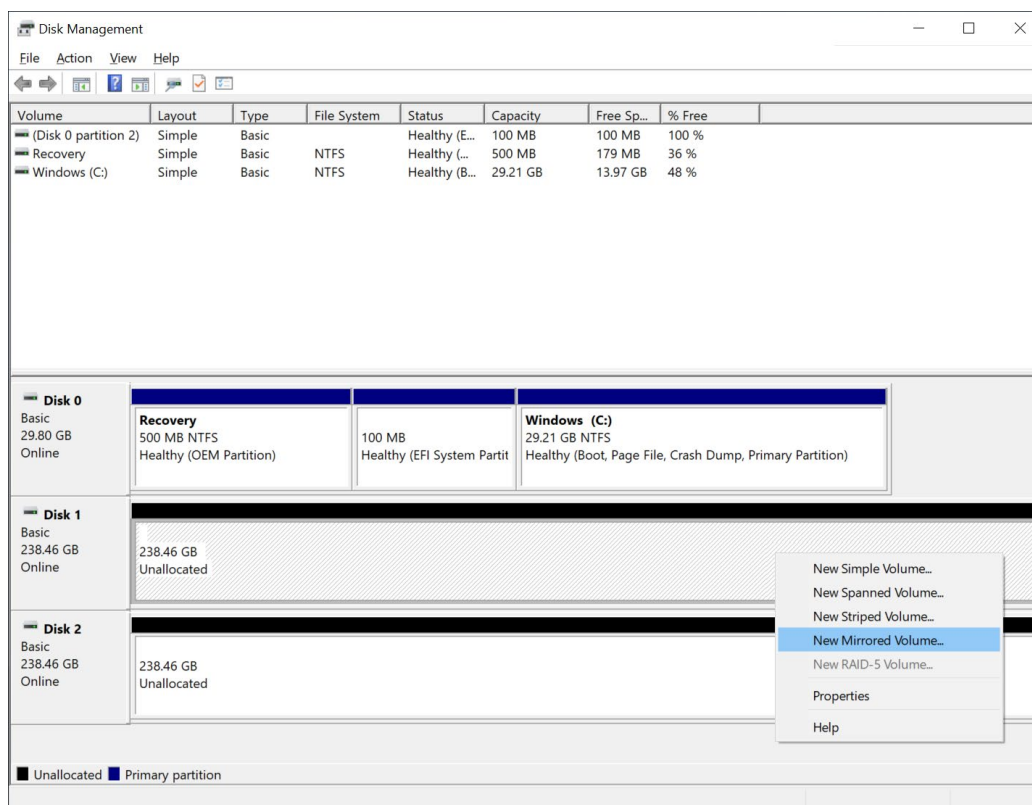 Disk Management
File Action View Help
Volume Layout Type File System Status Capacity Free Sp... % Free
(Disk 0 partition 2) Simple Basic Healthy (E... 100 MB 100 MB 100 %
Recovery Simple Basic NTFS Healthy (... 500 MB 179 MB 36 %
Windows (C:) Simple Basic NTFS Healthy (B... 29.21 GB 13.97 GB 48 %
Disk 0
Basic
29.80 GB
Online
Recovery
500 MB NTFS
Healthy (OEM Partition)
100 MB
Healthy (EFI System Partit
Windows (C:)
29.21 GB NTFS
Healthy (Boot, Page File, Crash Dump, Primary Partition)
Disk 1
Basic
238.46 GB
Online
238.46 GB
Unallocated
Disk 2
Basic
238.46 GB
Online
238.46 GB
Unallocated
New Simple Volume...
New Spanned Volume...
New Striped Volume...
New Mirrored Volume...
New RAID-5 Volume...
Properties
Help
Unallocated Primary partition